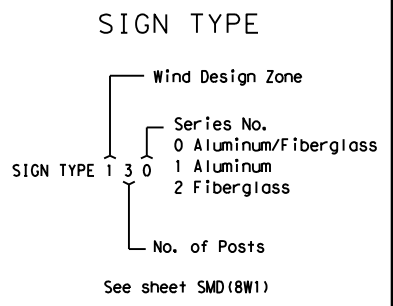 SIGN TYPE
Wind Design Zone
Series No.
0 Aluminum/Fiberglass
1 Aluminum
2 Fiberglass
SIGN TYPE 1 3 0
No. of Posts
See sheet SMD(8W1)